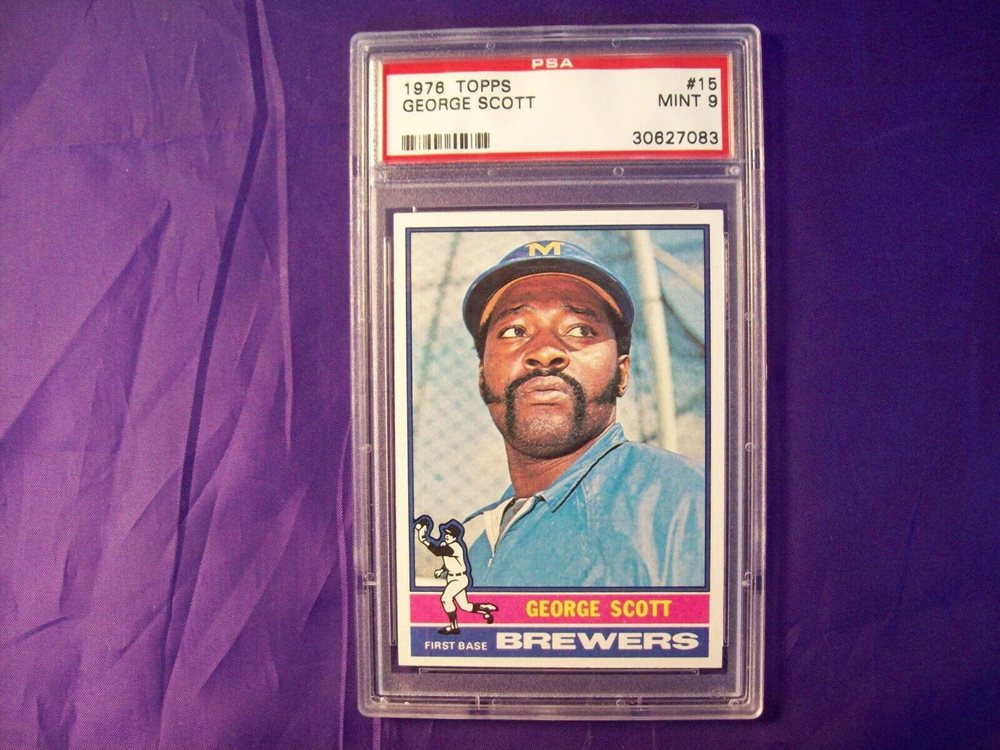 PSA
1976 TOPPS #15
GEORGE SCOTT MINT 9
30627083
M
GEORGE SCOTT
FIRST BASE BREWERS